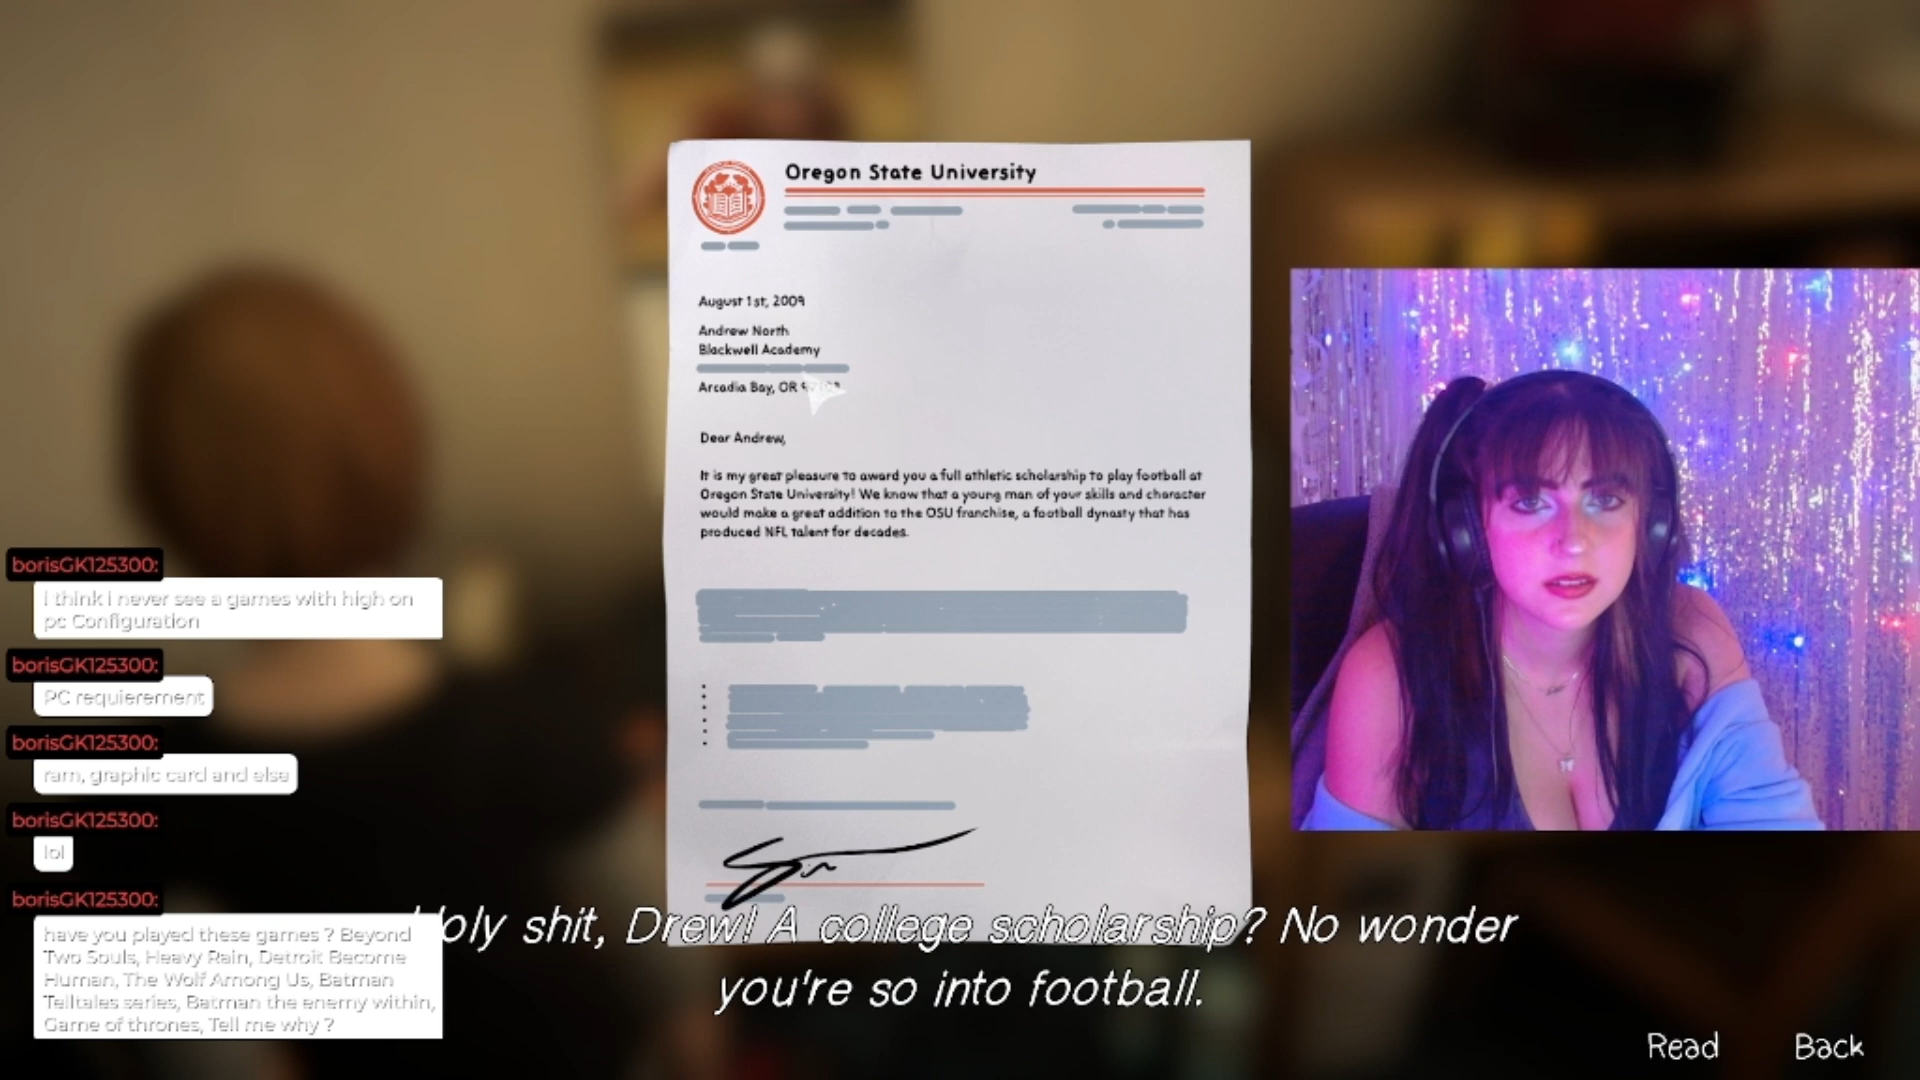 Oregon State University
August 1st, 2009
Andrew North
Blackwell Academy
Arcadia Bay, OR
Dear Andrew,
It is my great pleasure to award you a full athletic scholarship to play football at
Oregon State University! We know that a young man of your skills and character
would make a great addition to the OSU franchise, a football dynasty that has
produced NFL talent for decades.
borisGK125300:
i think i never see a games with high on
pc Configuration
borisGK125300:
PC requierement
borisGK125300:
ram, graphic card and else
borisGK125300:
lol
borisGK125300:
have you played these games ? Beyond
Two Souls, Heavy Rain, Detroit Become
Human, The Wolf Among Us, Batman
Telltales series, Batman the enemy within,
Game of thrones, Tell me why ?
Holy shit, Drew! A college scholarship? No wonder
you're so into football.
Read
Back